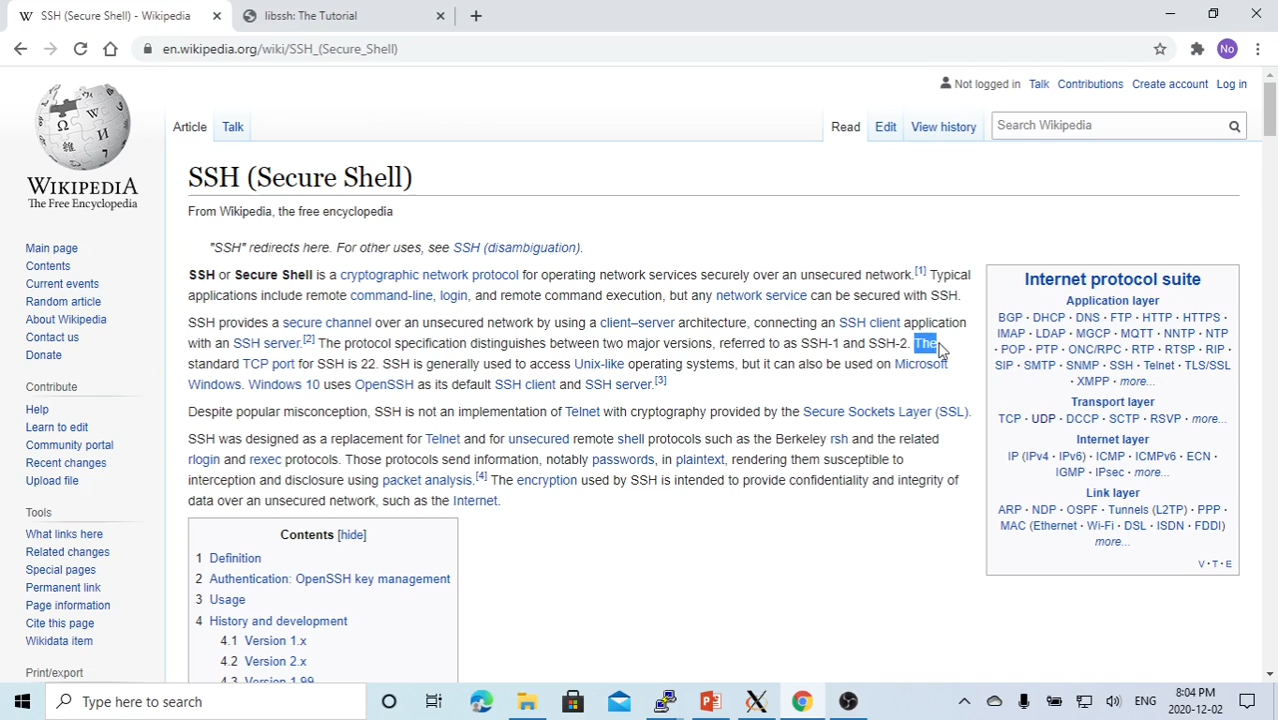 SSH (Secure Shell) - Wikipedia
libssh: The Tutorial
en.wikipedia.org/wiki/SSH_(Secure_Shell)
No
Not logged in Talk Contributions Create account Log in
Article Talk
Read Edit View history
Search Wikipedia
WIKIPEDIA
The Free Encyclopedia
Main page
Contents
Current events
Random article
About Wikipedia
Contact us
Donate
Contribute
Help
Learn to edit
Community portal
Recent changes
Upload file
Tools
What links here
Related changes
Special pages
Permanent link
Page information
Cite this page
Wikidata item
Print/export
SSH (Secure Shell)
From Wikipedia, the free encyclopedia
"SSH" redirects here. For other uses, see SSH (disambiguation).
SSH or Secure Shell is a cryptographic network protocol for operating network services securely over an unsecured network.[1] Typical
applications include remote command-line, login, and remote command execution, but any network service can be secured with SSH.
SSH provides a secure channel over an unsecured network by using a client–server architecture, connecting an SSH client application
with an SSH server.[2] The protocol specification distinguishes between two major versions, referred to as SSH-1 and SSH-2. The
standard TCP port for SSH is 22. SSH is generally used to access Unix-like operating systems, but it can also be used on Microsoft
Windows. Windows 10 uses OpenSSH as its default SSH client and SSH server.[3]
Despite popular misconception, SSH is not an implementation of Telnet with cryptography provided by the Secure Sockets Layer (SSL).
SSH was designed as a replacement for Telnet and for unsecured remote shell protocols such as the Berkeley rsh and the related
rlogin and rexec protocols. Those protocols send information, notably passwords, in plaintext, rendering them susceptible to
interception and disclosure using packet analysis.[4] The encryption used by SSH is intended to provide confidentiality and integrity of
data over an unsecured network, such as the Internet.
Contents [hide]
1 Definition
2 Authentication: OpenSSH key management
3 Usage
4 History and development
4.1 Version 1.x
4.2 Version 2.x
4.3 Version 1.99
Internet protocol suite
Application layer
BGP · DHCP · DNS · FTP · HTTP · HTTPS ·
IMAP · LDAP · MGCP · MQTT · NNTP · NTP
· POP · PTP · ONC/RPC · RTP · RTSP · RIP ·
SIP · SMTP · SNMP · SSH · Telnet · TLS/SSL
· XMPP · more...
Transport layer
TCP · UDP · DCCP · SCTP · RSVP · more...
Internet layer
IP (IPv4 · IPv6) · ICMP · ICMPv6 · ECN ·
IGMP · IPsec · more...
Link layer
ARP · NDP · OSPF · Tunnels (L2TP) · PPP ·
MAC (Ethernet · Wi-Fi · DSL · ISDN · FDDI)
more...
V · T · E
Type here to search
ENG
8:04 PM
2020-12-02